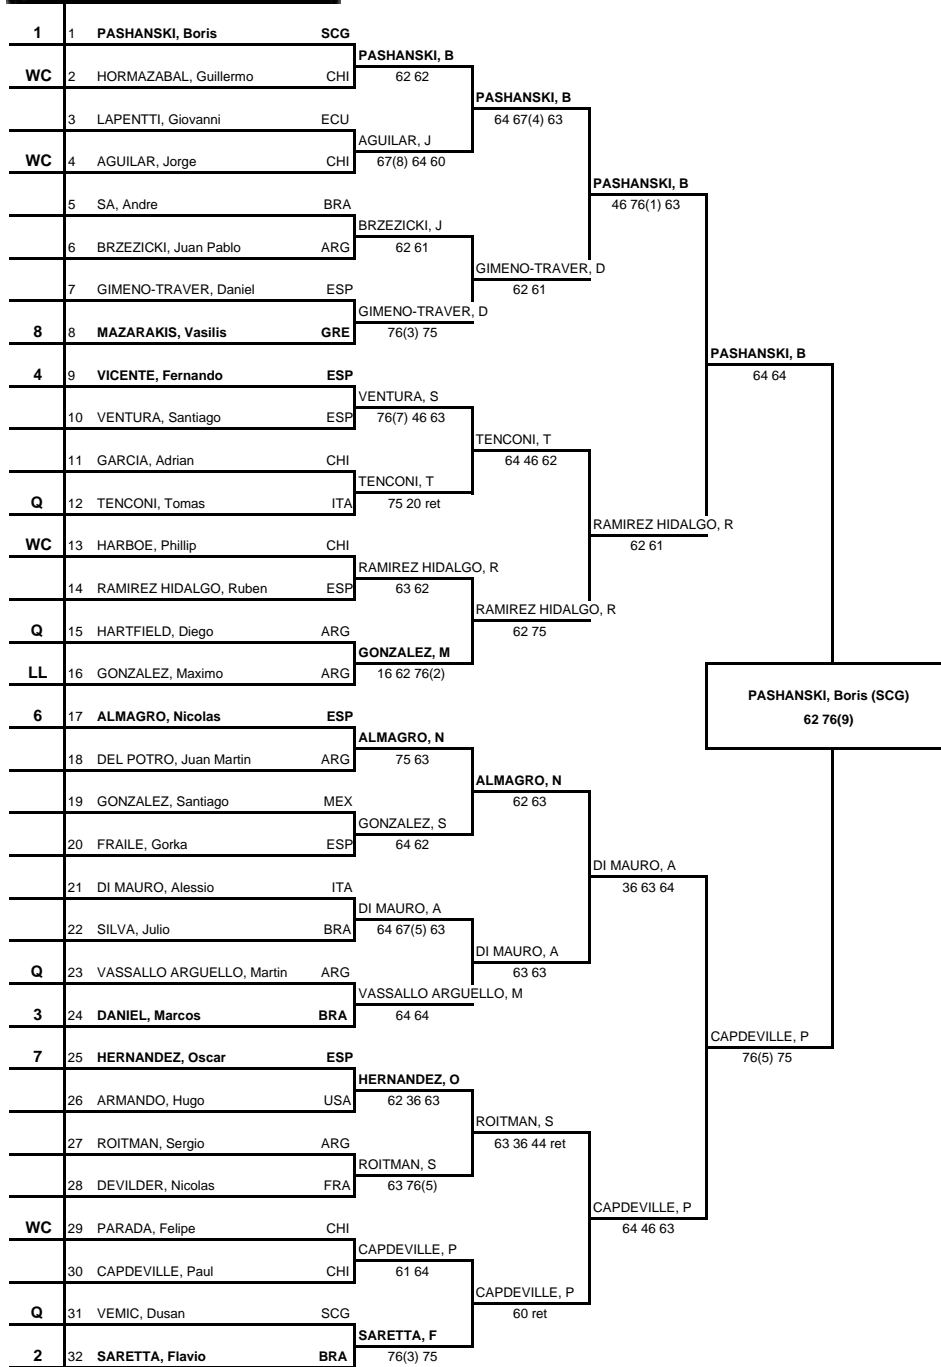 1 1 PASHANSKI, Boris SCG
PASHANSKI, B
WC 2 HORMAZABAL, Guillermo CHI 62 62
PASHANSKI, B
3 LAPENTTI, Giovanni ECU 64 67(4) 63
AGUILAR, J
WC 4 AGUILAR, Jorge CHI 67(8) 64 60
PASHANSKI, B
5 SA, Andre BRA 46 76(1) 63
BRZEZICKI, J
6 BRZEZICKI, Juan Pablo ARG 62 61
GIMENO-TRAVER, D
7 GIMENO-TRAVER, Daniel ESP 62 61
GIMENO-TRAVER, D
8 8 MAZARAKIS, Vasilis GRE 76(3) 75
PASHANSKI, B
4 9 VICENTE, Fernando ESP 64 64
VENTURA, S
10 VENTURA, Santiago ESP 76(7) 46 63
TENCONI, T
11 GARCIA, Adrian CHI 64 46 62
TENCONI, T
Q 12 TENCONI, Tomas ITA 75 20 ret
RAMIREZ HIDALGO, R
WC 13 HARBOE, Phillip CHI 62 61
RAMIREZ HIDALGO, R
14 RAMIREZ HIDALGO, Ruben ESP 63 62
RAMIREZ HIDALGO, R
Q 15 HARTFIELD, Diego ARG 62 75
GONZALEZ, M
LL 16 GONZALEZ, Maximo ARG 16 62 76(2)
PASHANSKI, Boris (SCG)
6 17 ALMAGRO, Nicolas ESP 62 76(9)
ALMAGRO, N
18 DEL POTRO, Juan Martin ARG 75 63
ALMAGRO, N
19 GONZALEZ, Santiago MEX 62 63
GONZALEZ, S
20 FRAILE, Gorka ESP 64 62
DI MAURO, A
21 DI MAURO, Alessio ITA 36 63 64
DI MAURO, A
22 SILVA, Julio BRA 64 67(5) 63
DI MAURO, A
Q 23 VASSALLO ARGUELLO, Martin ARG 63 63
VASSALLO ARGUELLO, M
3 24 DANIEL, Marcos BRA 64 64
CAPDEVILLE, P
7 25 HERNANDEZ, Oscar ESP 76(5) 75
HERNANDEZ, O
26 ARMANDO, Hugo USA 62 36 63
ROITMAN, S
27 ROITMAN, Sergio ARG 63 36 44 ret
ROITMAN, S
28 DEVILDER, Nicolas FRA 63 76(5)
CAPDEVILLE, P
WC 29 PARADA, Felipe CHI 64 46 63
CAPDEVILLE, P
30 CAPDEVILLE, Paul CHI 61 64
CAPDEVILLE, P
Q 31 VEMIC, Dusan SCG 60 ret
SARETTA, F
2 32 SARETTA, Flavio BRA 76(3) 75